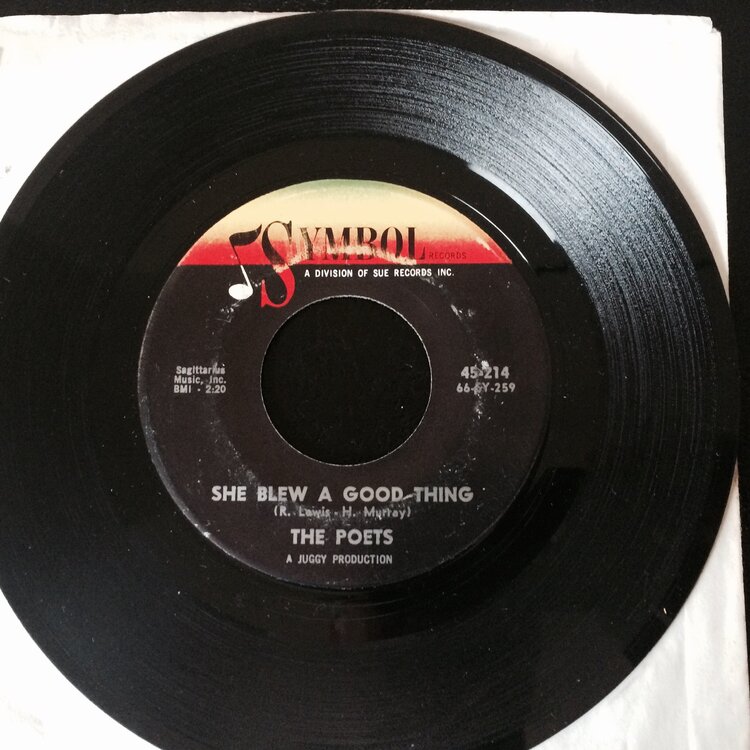 SYMBOL RECORDS
A DIVISION OF SUE RECORDS INC.
Sagittarius
Music, Inc.
BMI - 2:20
45-214
66-SY-259
SHE BLEW A GOOD THING
(R. Lewis - H. Murray)
THE POETS
A JUGGY PRODUCTION